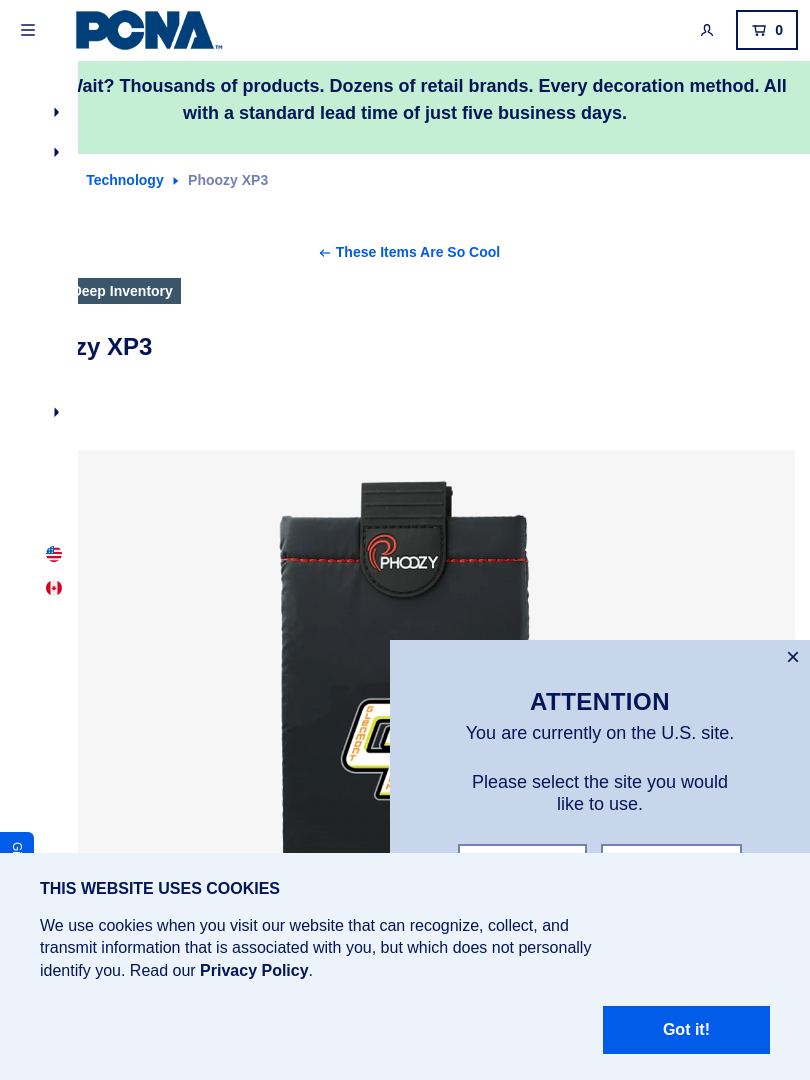 PCNA
0
Wait? Thousands of products. Dozens of retail brands. Every decoration method. All
with a standard lead time of just five business days.
Technology
Phoozy XP3
These Items Are So Cool
Deep Inventory
zy XP3
PHOOZY
ATTENTION
You are currently on the U.S. site.
Please select the site you would
like to use.
THIS WEBSITE USES COOKIES
We use cookies when you visit our website that can recognize, collect, and
transmit information that is associated with you, but which does not personally
identify you. Read our Privacy Policy.
Got it!